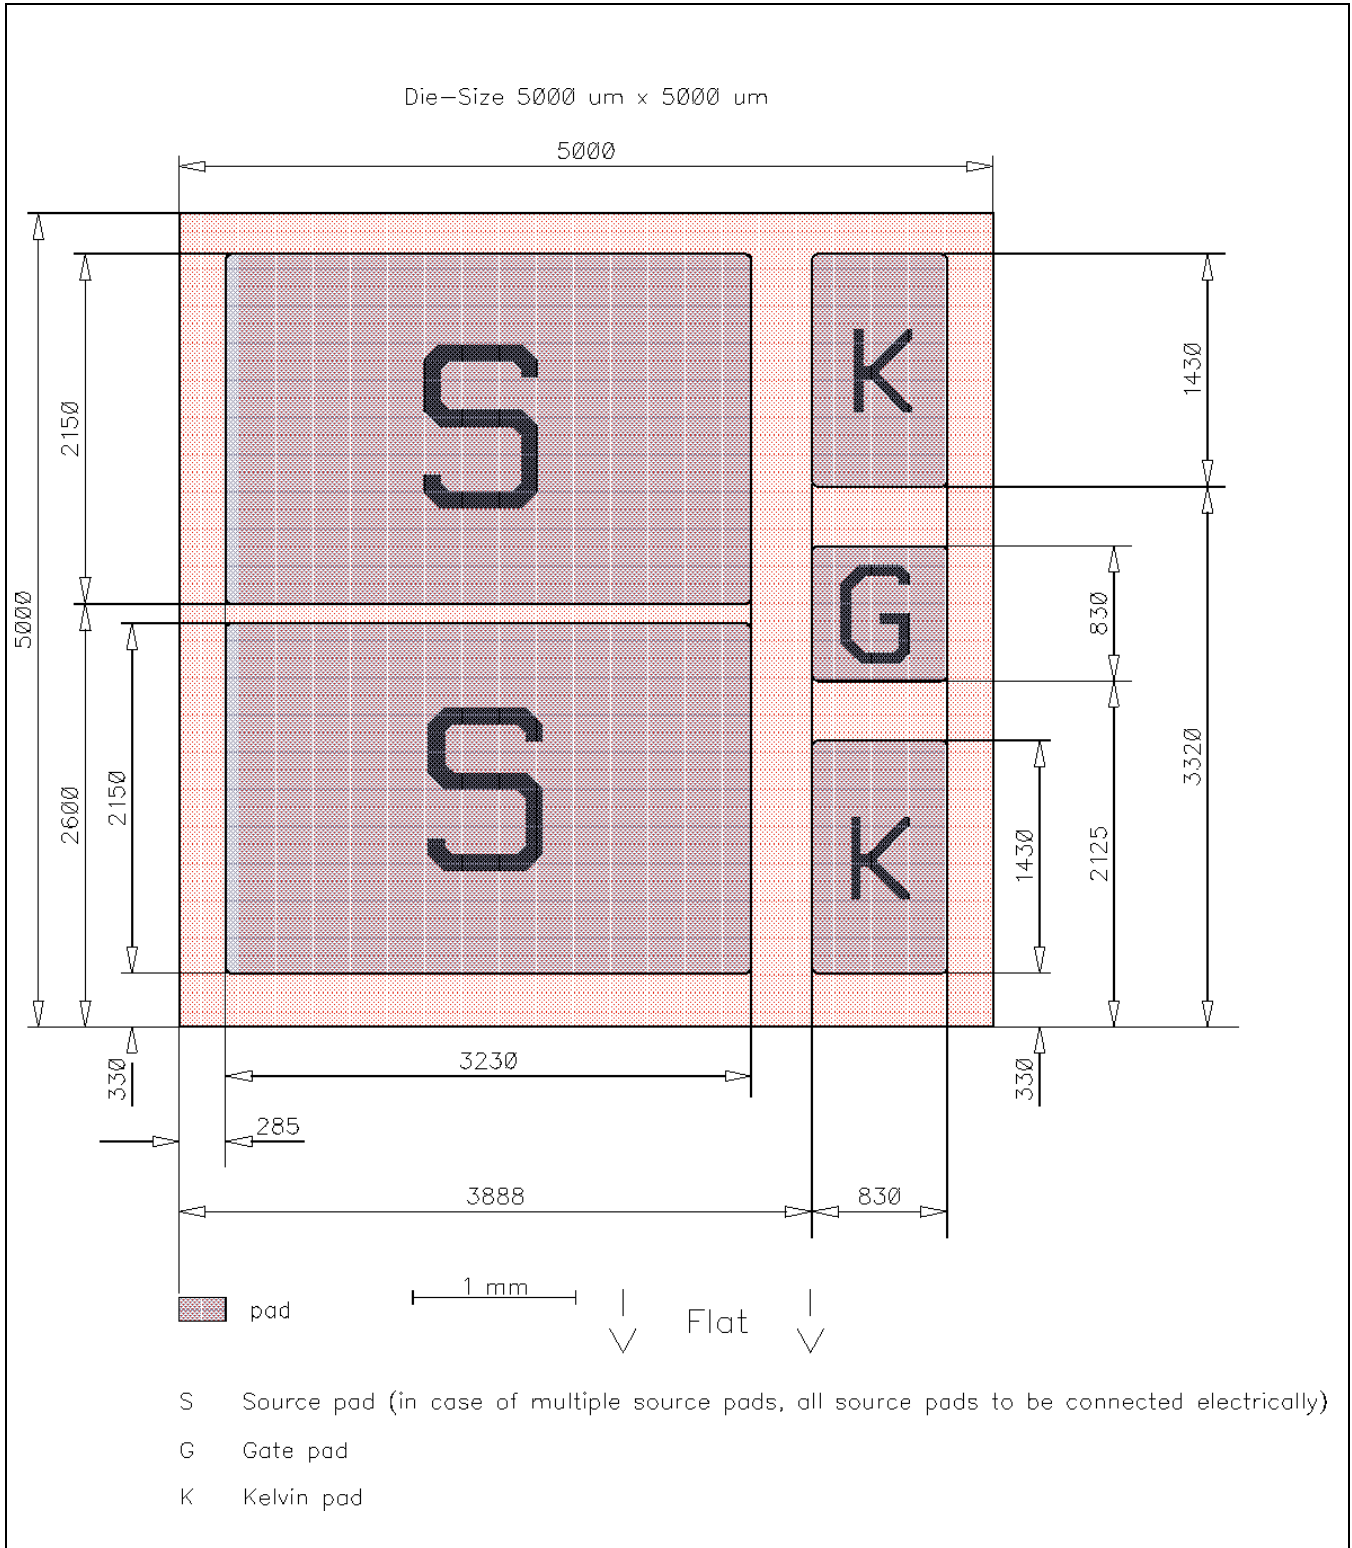 Die-Size 5000 um x 5000 um
5000
S
K
2150
1430
5000
G
830
S
K
2600
2150
1430
2125
3320
330
3230
330
285
3888
830
pad
1 mm
Flat
S Source pad (in case of multiple source pads, all source pads to be connected electrically)
G Gate pad
K Kelvin pad